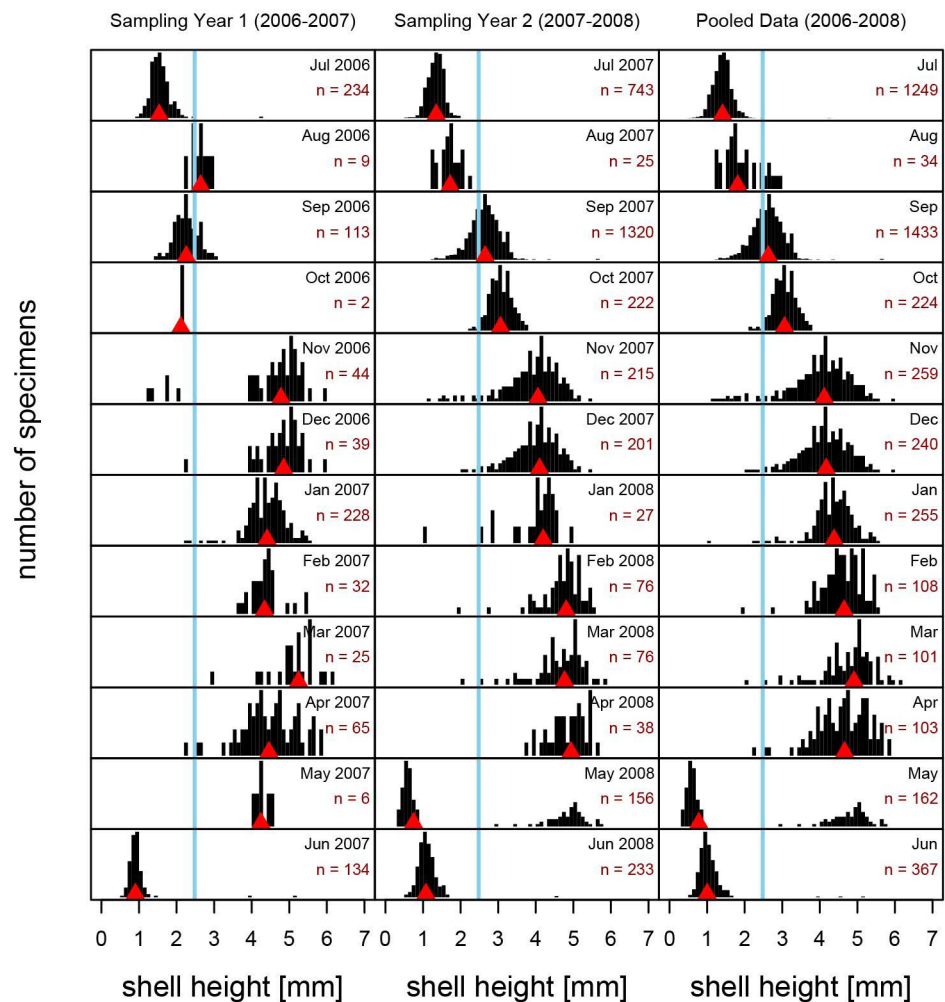 Sampling Year 1 (2006-2007) Sampling Year 2 (2007-2008) Pooled Data (2006-2008)
Jul 2006 Jul 2007 Jul
n = 234 n = 743 n = 1249
Aug 2006 Aug 2007 Aug
n = 9 n = 25 n = 34
Sep 2006 Sep 2007 Sep
n = 113 n = 1320 n = 1433
Oct 2006 Oct 2007 Oct
n = 2 n = 222 n = 224
Nov 2006 Nov 2007 Nov
n = 44 n = 215 n = 259
Dec 2006 Dec 2007 Dec
n = 39 n = 201 n = 240
Jan 2007 Jan 2008 Jan
n = 228 n = 27 n = 255
Feb 2007 Feb 2008 Feb
n = 32 n = 76 n = 108
Mar 2007 Mar 2008 Mar
n = 25 n = 76 n = 101
Apr 2007 Apr 2008 Apr
n = 65 n = 38 n = 103
May 2007 May 2008 May
n = 6 n = 156 n = 162
Jun 2007 Jun 2008 Jun
n = 134 n = 233 n = 367
number of specimens
0 1 2 3 4 5 6 7 0 1 2 3 4 5 6 7 0 1 2 3 4 5 6 7
shell height [mm] shell height [mm] shell height [mm]